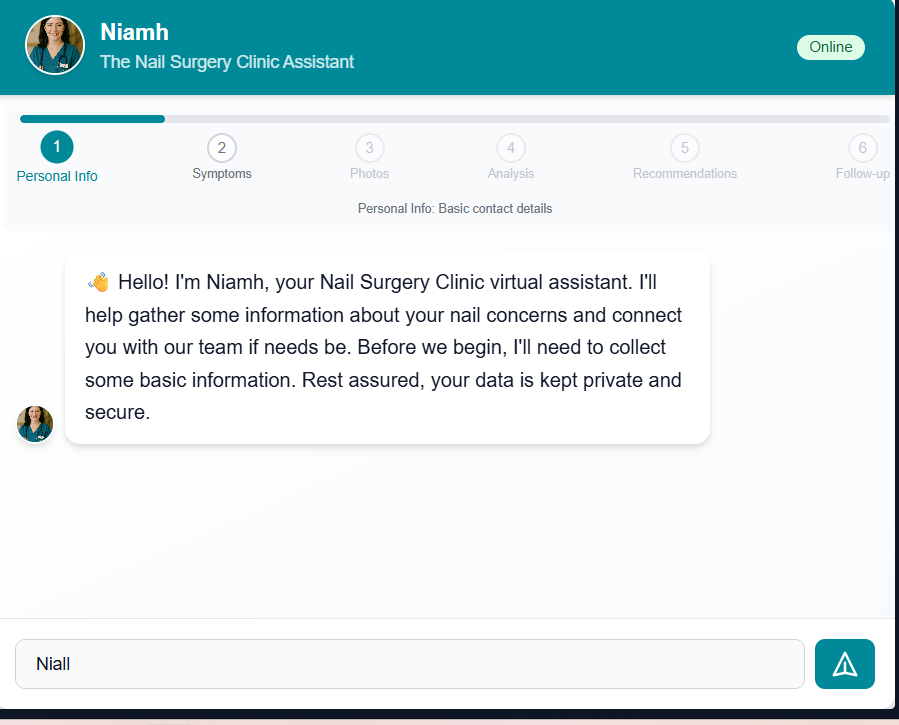 Niamh
The Nail Surgery Clinic Assistant
Online
1
2
3
4
5
6
Personal Info
Symptoms
Photos
Analysis
Recommendations
Follow-up
Personal Info: Basic contact details
👋 Hello! I'm Niamh, your Nail Surgery Clinic virtual assistant. I'll
help gather some information about your nail concerns and connect
you with our team if needs be. Before we begin, I'll need to collect
some basic information. Rest assured, your data is kept private and
secure.
Niall